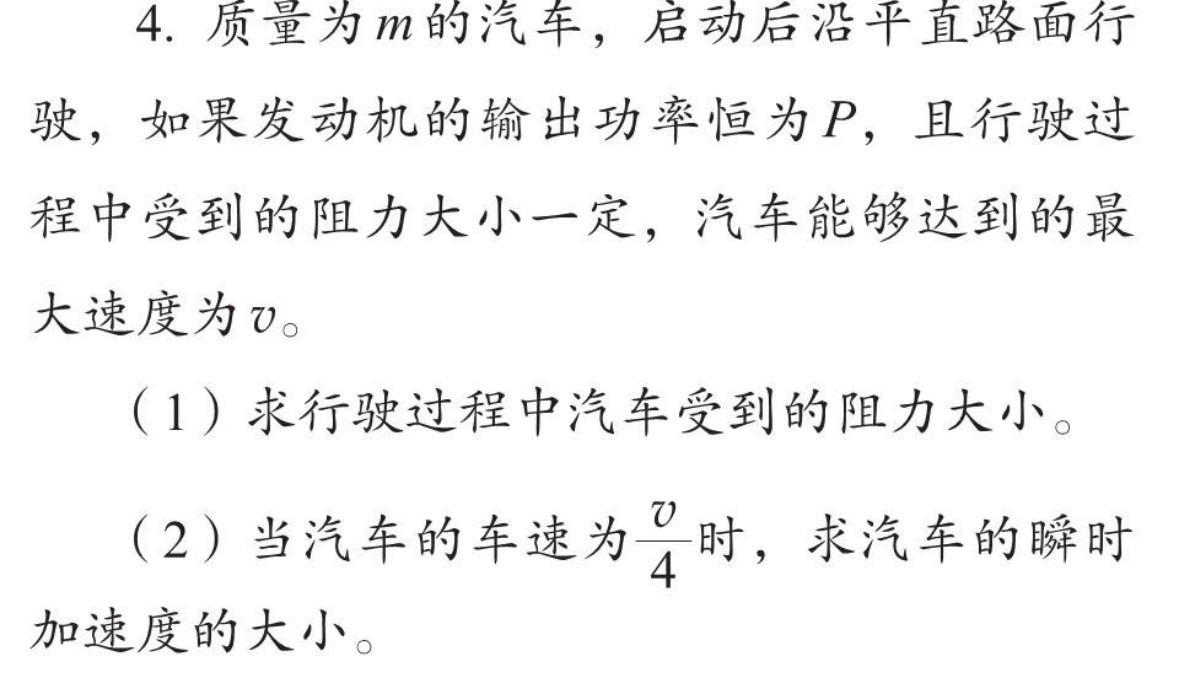 4. 质量为m的汽车，启动后沿平直路面行
驶，如果发动机的输出功率恒为P，且行驶过
程中受到的阻力大小一定，汽车能够达到的最
大速度为v。
（1）求行驶过程中汽车受到的阻力大小。
（2）当汽车的车速为v/4时，求汽车的瞬时
加速度的大小。